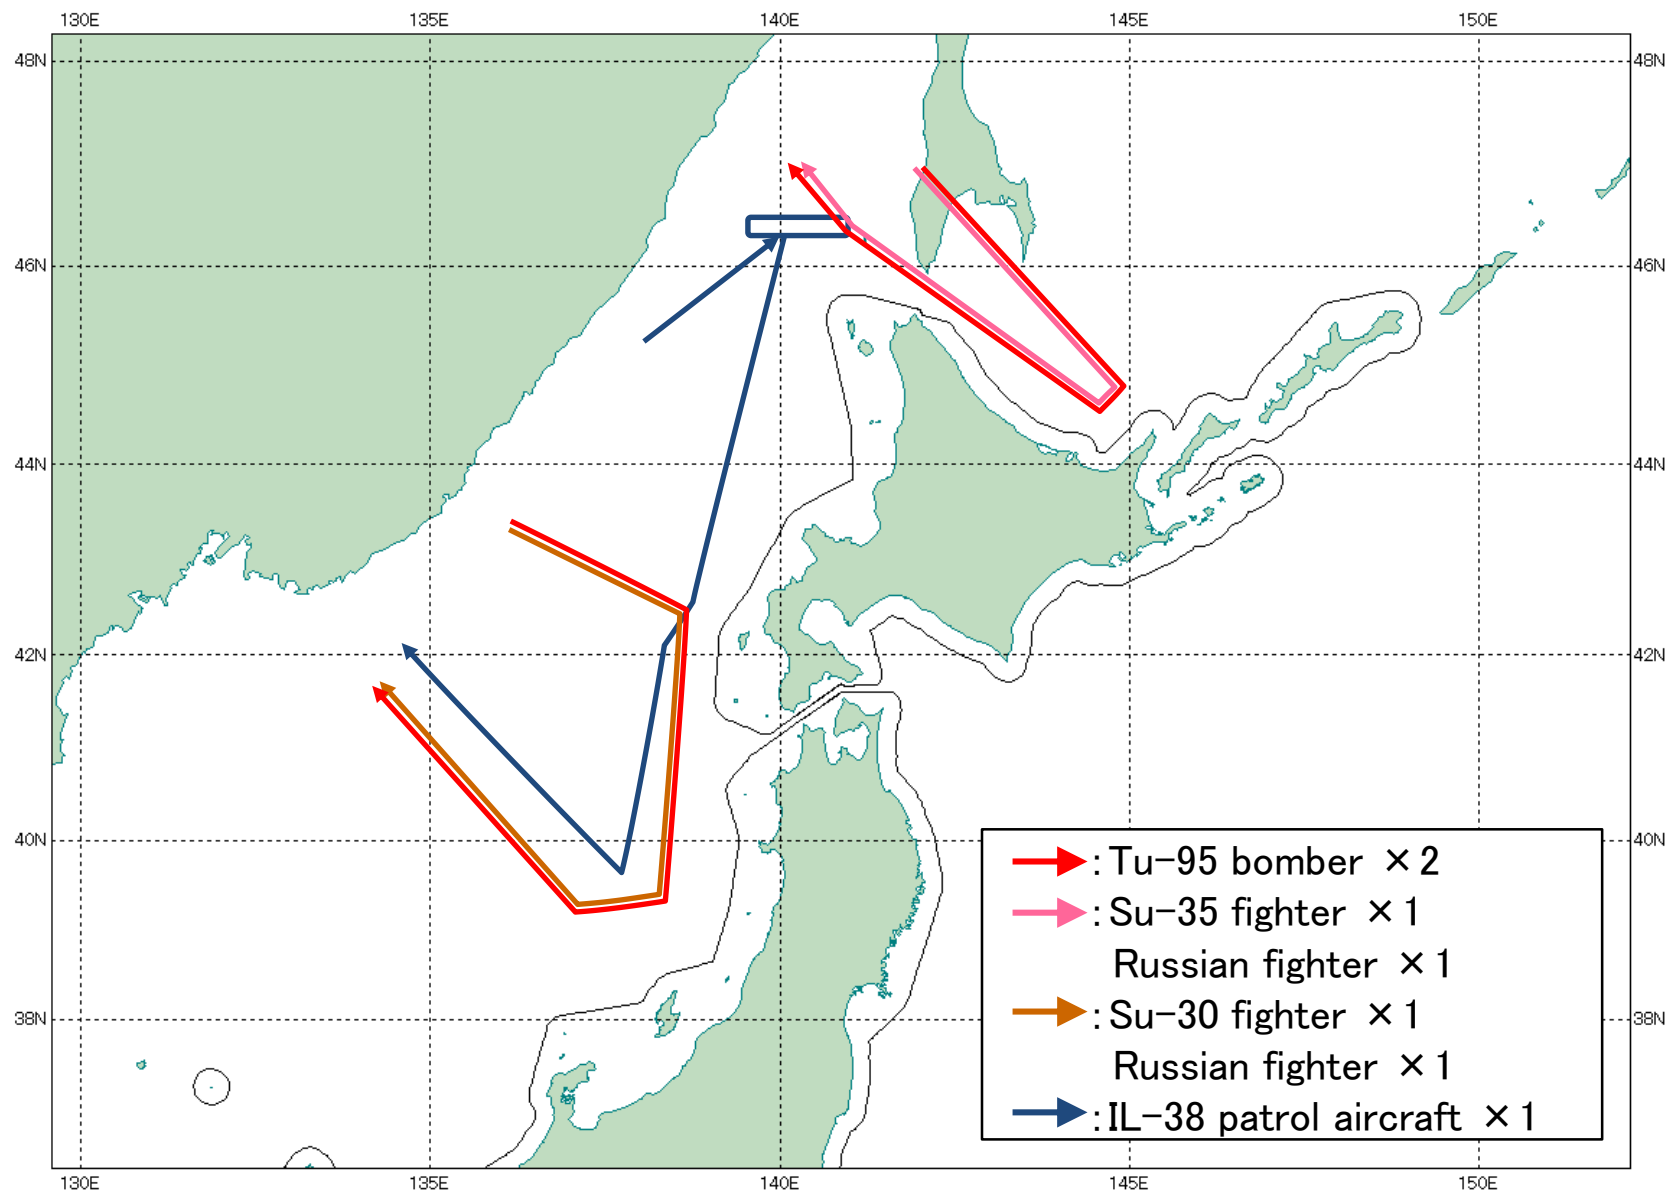 130E 135E 140E 145E 150E
48N 48N
46N 46N
44N 44N
42N 42N
40N 40N
38N 38N
: Tu-95 bomber ×2
: Su-35 fighter ×1
Russian fighter ×1
: Su-30 fighter ×1
Russian fighter ×1
: IL-38 patrol aircraft ×1
130E 135E 140E 145E 150E